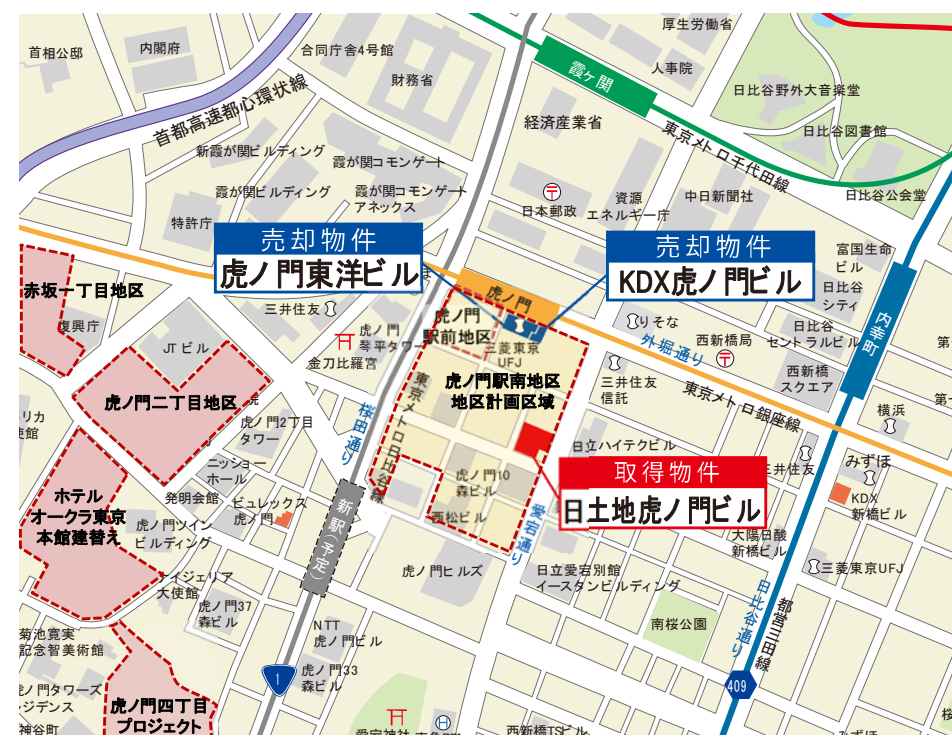 首相公邸
内閣府
合同庁舎4号館
財務省
厚生労働省
人事院
霞ヶ関
日比谷野外大音楽堂
日比谷図書館
日比谷公会堂
首都高速都心環状線
経済産業省
東京メトロ千代田線
新霞が関ビルディング
霞が関コモンゲート
霞が関ビルディング
霞が関コモンゲート
アネックス
特許庁
日本郵政
資源
エネルギー庁
中日新聞社
富国生命
ビル
日比谷
シティ
売却物件
虎ノ門東洋ビル
売却物件
KDX虎ノ門ビル
赤坂一丁目地区
復興庁
三井住友
虎ノ門
虎ノ門
琴平タワー
金刀比羅宮
虎ノ門
駅前地区
三菱東京
UFJ
りそな
外堀通り
西新橋局
日比谷
セントラルビル
内幸町
西新橋
スクエア
JTビル
虎ノ門二丁目地区
虎ノ門駅南地区
地区計画区域
三井住友
信託
東京メトロ銀座線
横浜
東京メトロ日比谷線
桜田通り
虎ノ門2丁目
タワー
ニッショー
ホール
発明会館
ビュレックス
虎ノ門
日立ハイテクビル
取得物件
日土地虎ノ門ビル
虎ノ門10
森ビル
西松ビル
三井住友
みずほ
KDX
新橋ビル
大陽日酸
新橋ビル
三菱東京UFJ
ホテル
オークラ東京
本館建替え
虎ノ門ツイン
ビルディング
新駅(予定)
愛宕通り
虎ノ門ヒルズ
日立愛宕別館
イースタンビルディング
大使館
虎ノ門37
森ビル
NTT
虎ノ門ビル
虎ノ門33
森ビル
1
南桜公園
日比谷通り
都営三田線
409
菊池寛実
記念智美術館
虎ノ門四丁目
プロジェクト
神谷町
愛宕神社
西新橋TSビル
みずほ